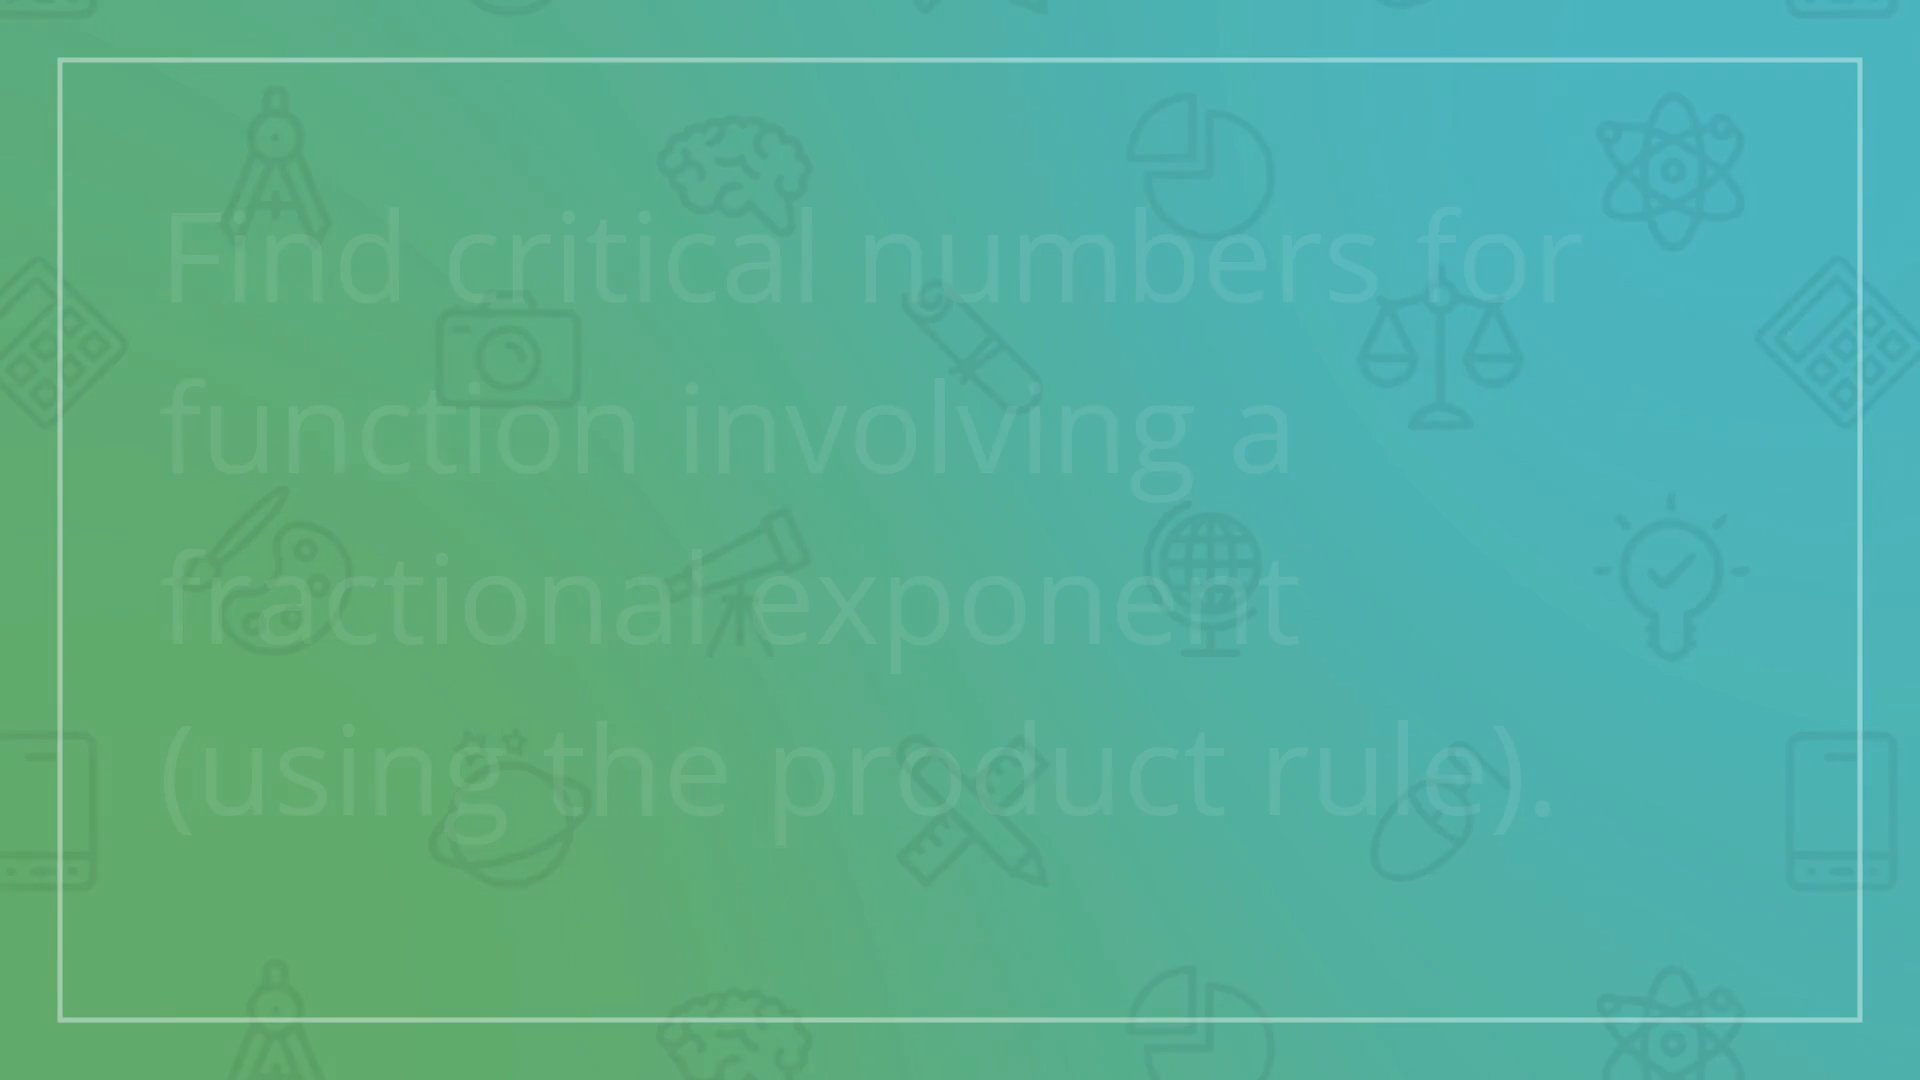 Find critical numbers for
function involving a
fractional exponent
(using the product rule).